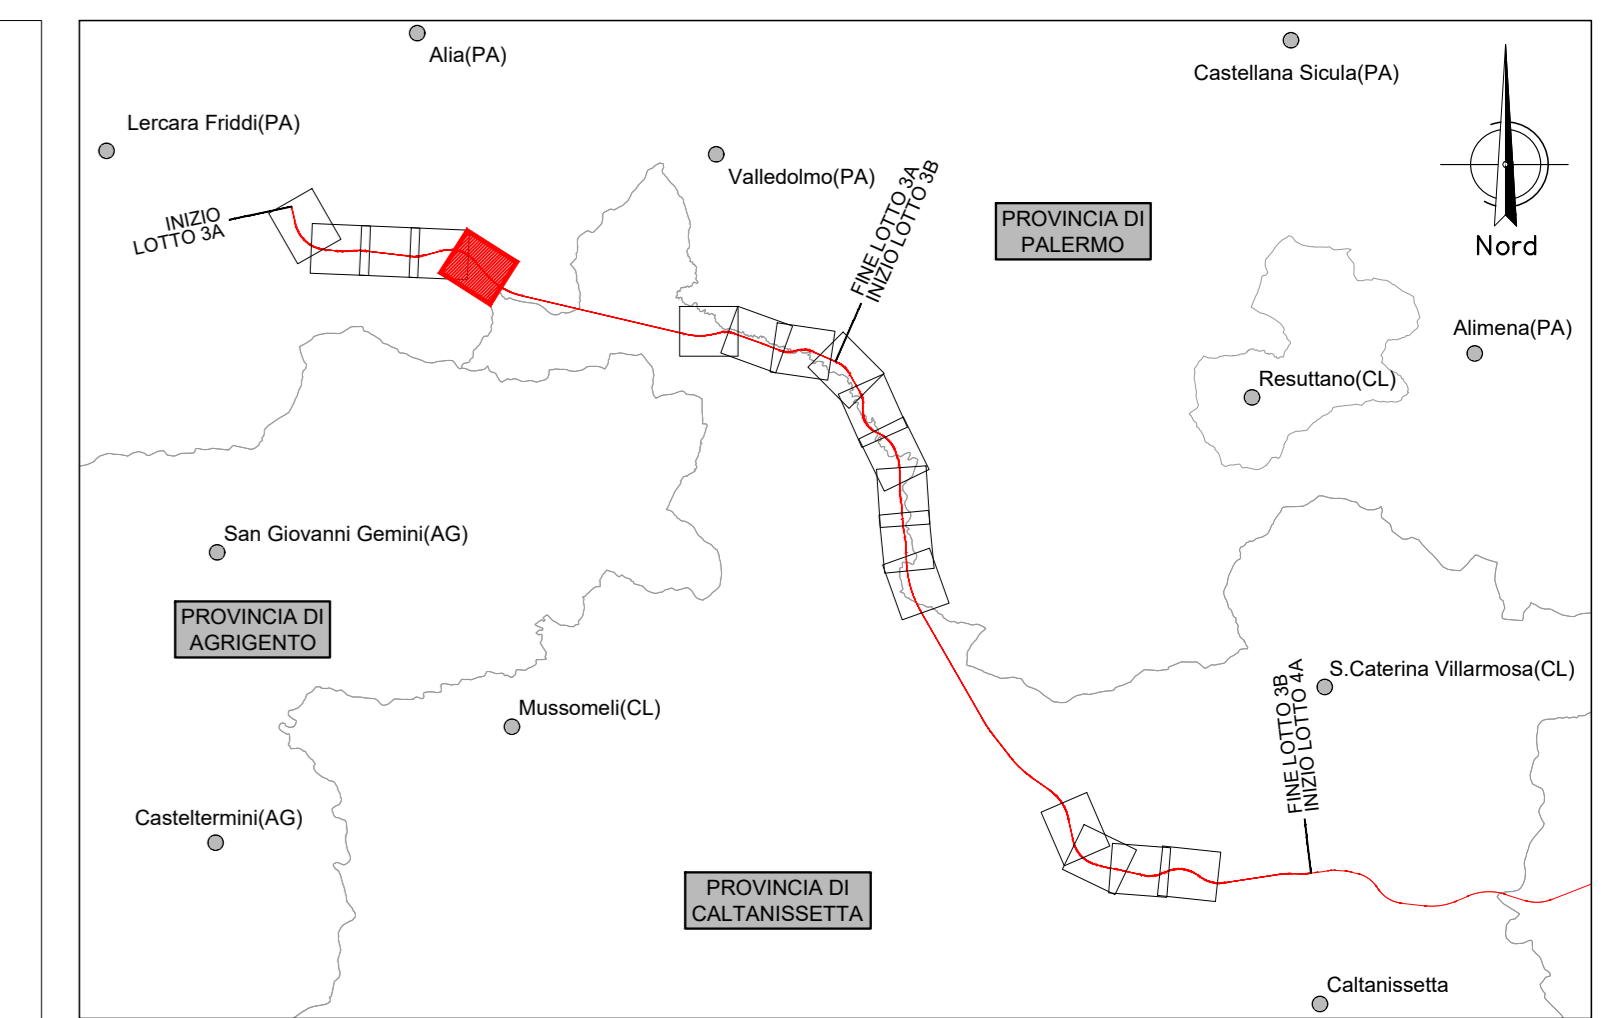 Alia(PA)
Castellana Sicula(PA)
Lercara Friddi(PA)
Valledolmo(PA)
INIZIO
LOTTO 3A
FINE LOTTO 3A
INIZIO LOTTO 3B
PROVINCIA DI
PALERMO
Nord
Alimena(PA)
Resuttano(CL)
San Giovanni Gemini(AG)
PROVINCIA DI
AGRIGENTO
S.Caterina Villarmosa(CL)
Mussomeli(CL)
FINE LOTTO 3B
INIZIO LOTTO 4A
Casteltermini(AG)
PROVINCIA DI
CALTANISSETTA
Caltanissetta